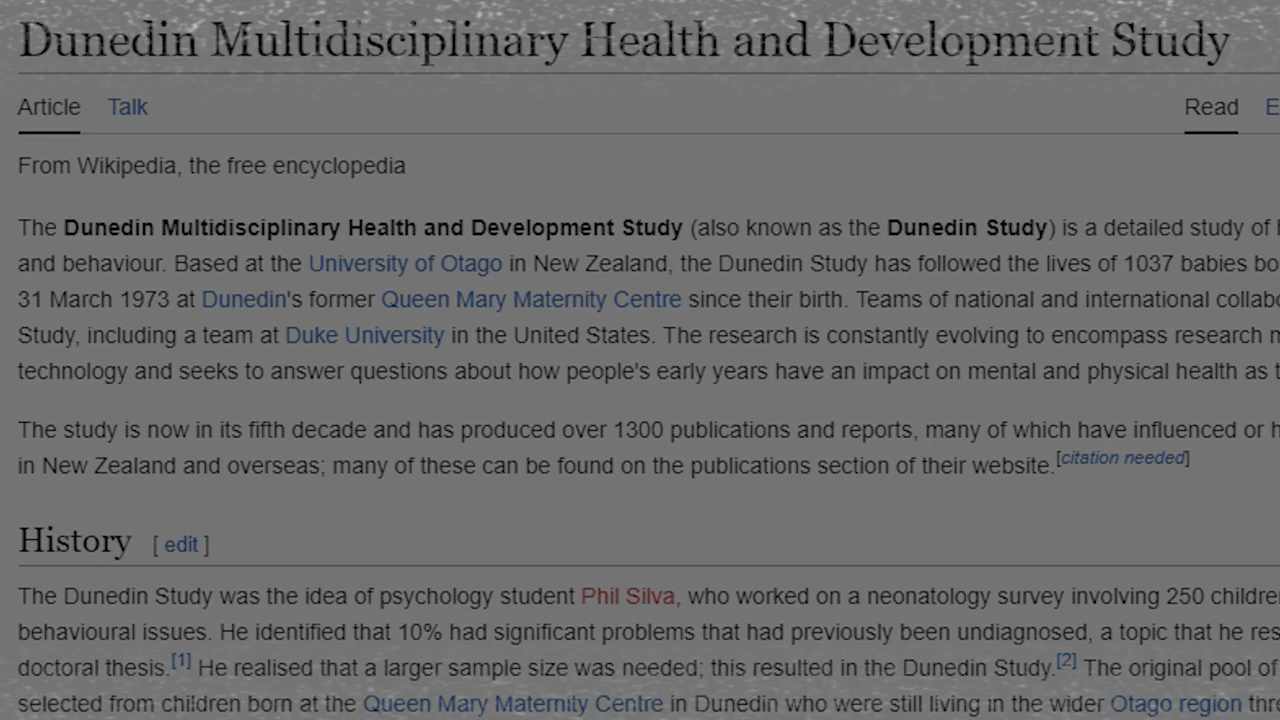 Dunedin Multidisciplinary Health and Development Study
Article Talk Read E
From Wikipedia, the free encyclopedia
The Dunedin Multidisciplinary Health and Development Study (also known as the Dunedin Study) is a detailed study of
and behaviour. Based at the University of Otago in New Zealand, the Dunedin Study has followed the lives of 1037 babies bo
31 March 1973 at Dunedin's former Queen Mary Maternity Centre since their birth. Teams of national and international collabo
Study, including a team at Duke University in the United States. The research is constantly evolving to encompass research
technology and seeks to answer questions about how people's early years have an impact on mental and physical health as
The study is now in its fifth decade and has produced over 1300 publications and reports, many of which have influenced or
in New Zealand and overseas; many of these can be found on the publications section of their website.[citation needed]
History [ edit ]
The Dunedin Study was the idea of psychology student Phil Silva, who worked on a neonatology survey involving 250 childre
behavioural issues. He identified that 10% had significant problems that had previously been undiagnosed, a topic that he res
doctoral thesis.[1] He realised that a larger sample size was needed; this resulted in the Dunedin Study.[2] The original pool of
selected from children born at the Queen Mary Maternity Centre in Dunedin who were still living in the wider Otago region thr